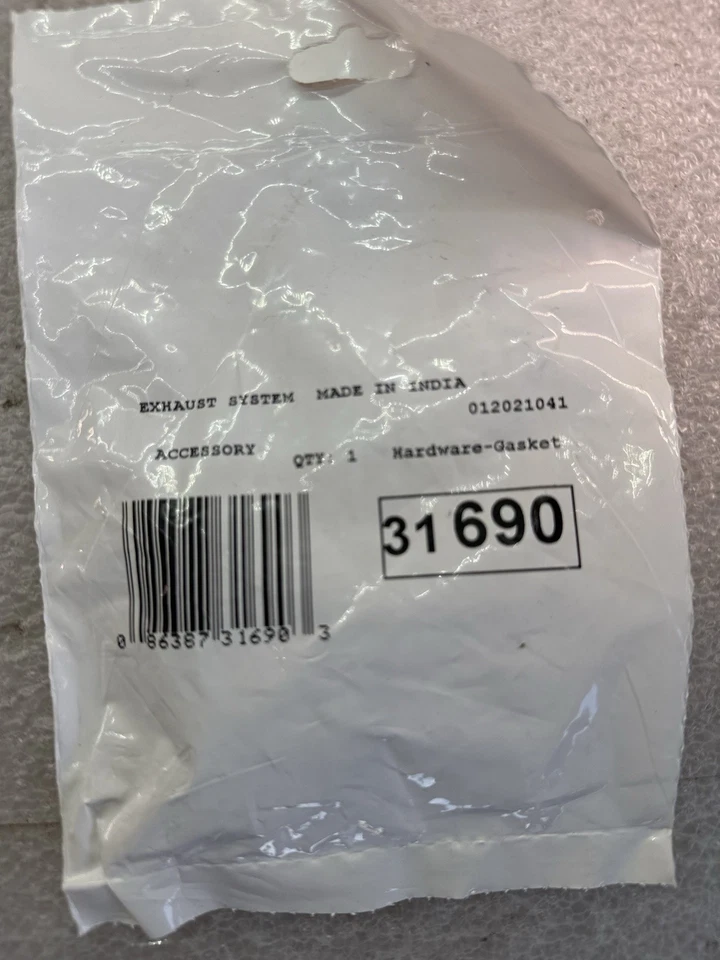 EXHAUST SYSTEM MADE IN INDIA
012021041
ACCESSORY QTY: 1 Hardware-Gasket
31690
0 86387 31690 3